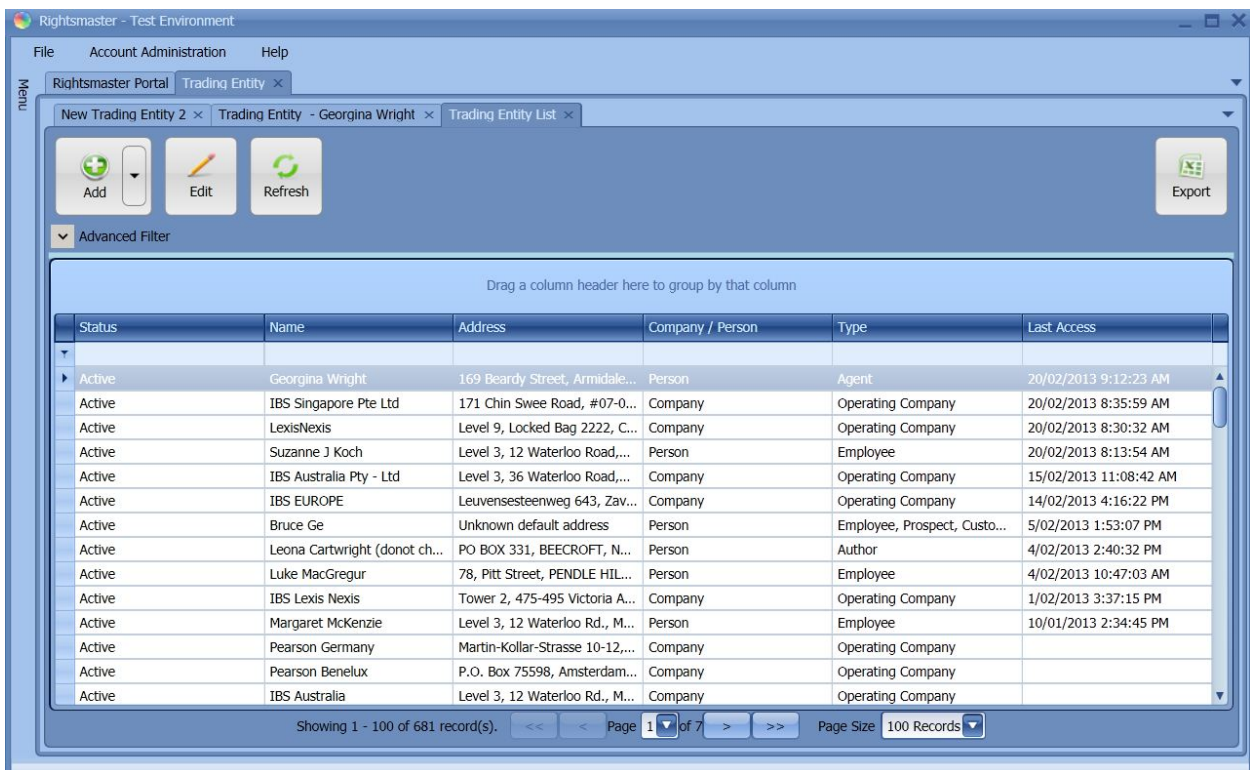 Rightsmaster - Test Environment
File Account Administration Help
Menu
Rightsmaster Portal Trading Entity
New Trading Entity 2 Trading Entity - Georgina Wright Trading Entity List
Add Edit Refresh Export
Advanced Filter
Drag a column header here to group by that column
Status Name Address Company / Person Type Last Access
Active Georgina Wright 169 Beardy Street, Armidale... Person Agent 20/02/2013 9:12:23 AM
Active IBS Singapore Pte Ltd 171 Chin Swee Road, #07-0... Company Operating Company 20/02/2013 8:35:59 AM
Active LexisNexis Level 9, Locked Bag 2222, C... Company Operating Company 20/02/2013 8:30:32 AM
Active Suzanne J Koch Level 3, 12 Waterloo Road,... Person Employee 20/02/2013 8:13:54 AM
Active IBS Australia Pty - Ltd Level 3, 36 Waterloo Road,... Company Operating Company 15/02/2013 11:08:42 AM
Active IBS EUROPE Leuvensesteenweg 643, Zav... Company Operating Company 14/02/2013 4:16:22 PM
Active Bruce Ge Unknown default address Person Employee, Prospect, Custo... 5/02/2013 1:53:07 PM
Active Leona Cartwright (donot ch... PO BOX 331, BEECROFT, N... Person Author 4/02/2013 2:40:32 PM
Active Luke MacGregur 78, Pitt Street, PENDLE HIL... Person Employee 4/02/2013 10:47:03 AM
Active IBS Lexis Nexis Tower 2, 475-495 Victoria A... Company Operating Company 1/02/2013 3:37:15 PM
Active Margaret McKenzie Level 3, 12 Waterloo Rd., M... Person Employee 10/01/2013 2:34:45 PM
Active Pearson Germany Martin-Kollar-Strasse 10-12,... Company Operating Company
Active Pearson Benelux P.O. Box 75598, Amsterdam... Company Operating Company
Active IBS Australia Level 3, 12 Waterloo Rd., M... Company Operating Company
Showing 1 - 100 of 681 record(s). << < Page 1 of 7 > >> Page Size 100 Records